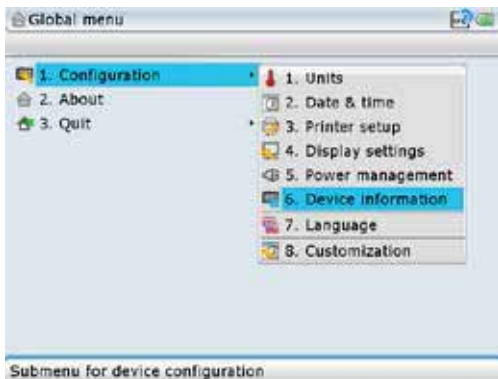 Global menu
1. Configuration
2. About
3. Quit
1. Units
2. Date & time
3. Printer setup
4. Display settings
5. Power management
6. Device information
7. Language
8. Customization
Submenu for device configuration